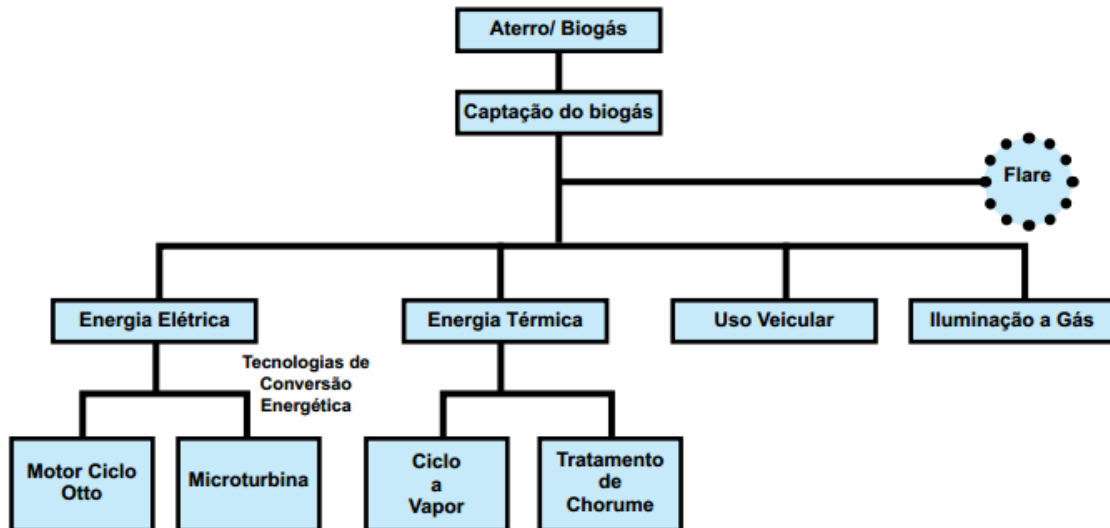 Aterro/ Biogás
Captação do biogás
Flare
Energia Elétrica
Energia Térmica
Uso Veicular
Iluminação a Gás
Tecnologias de
Conversão
Energética
Motor Ciclo
Otto
Microturbina
Ciclo
a
Vapor
Tratamento
de
Chorume